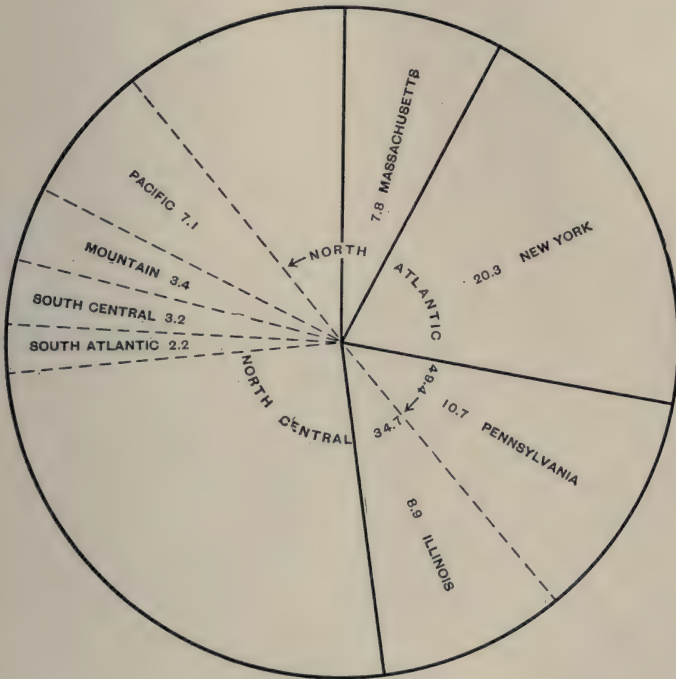 7.8 MASSACHUSETTS
20.3 NEW YORK
NORTH ATLANTIC 49.4
10.7 PENNSYLVANIA
8.9 ILLINOIS
NORTH CENTRAL 34.7
PACIFIC 7.1
MOUNTAIN 3.4
SOUTH CENTRAL 3.2
SOUTH ATLANTIC 2.2